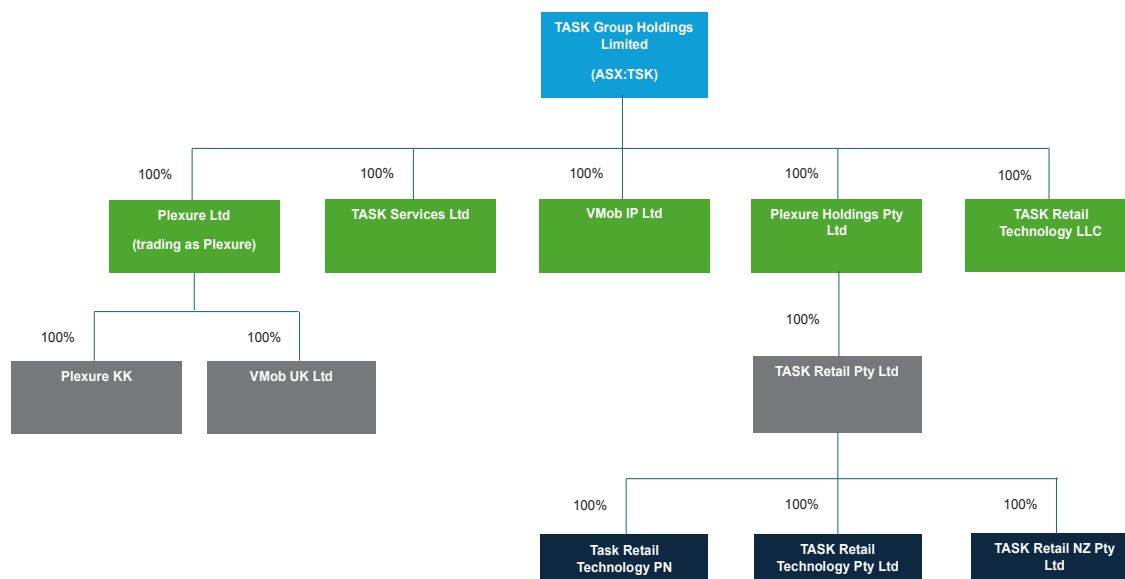 TASK Group Holdings
Limited
(ASX:TSK)
100%
100%
100%
100%
100%
Plexure Ltd
(trading as Plexure)
TASK Services Ltd
VMob IP Ltd
Plexure Holdings Pty
Ltd
TASK Retail
Technology LLC
100%
100%
100%
Plexure KK
VMob UK Ltd
TASK Retail Pty Ltd
100%
100%
100%
Task Retail
Technology PN
TASK Retail
Technology Pty Ltd
TASK Retail NZ Pty
Ltd